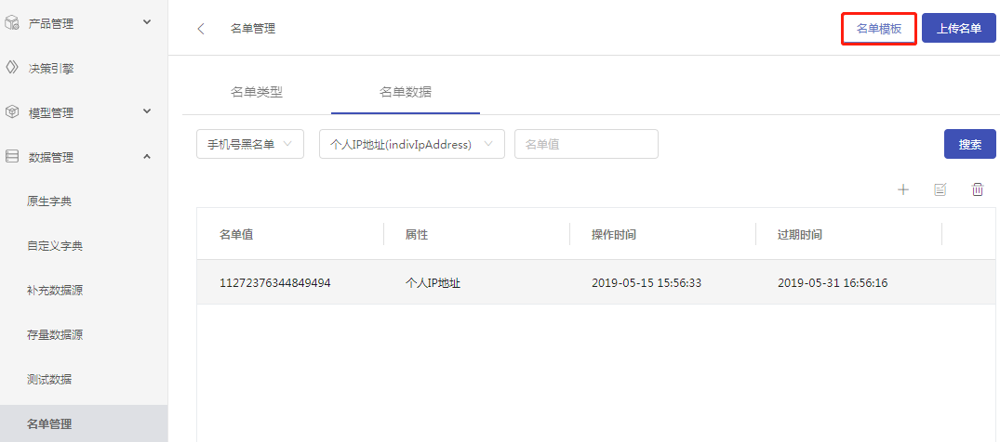 产品管理
决策引擎
模型管理
数据管理
原生字典
自定义字典
补充数据源
存量数据源
测试数据
名单管理
名单管理
名单模板
上传名单
名单类型
名单数据
手机号黑名单
个人IP地址(indivIpAddress)
名单值
搜索
名单值 属性 操作时间 过期时间
11272376344849494 个人IP地址 2019-05-15 15:56:33 2019-05-31 16:56:16